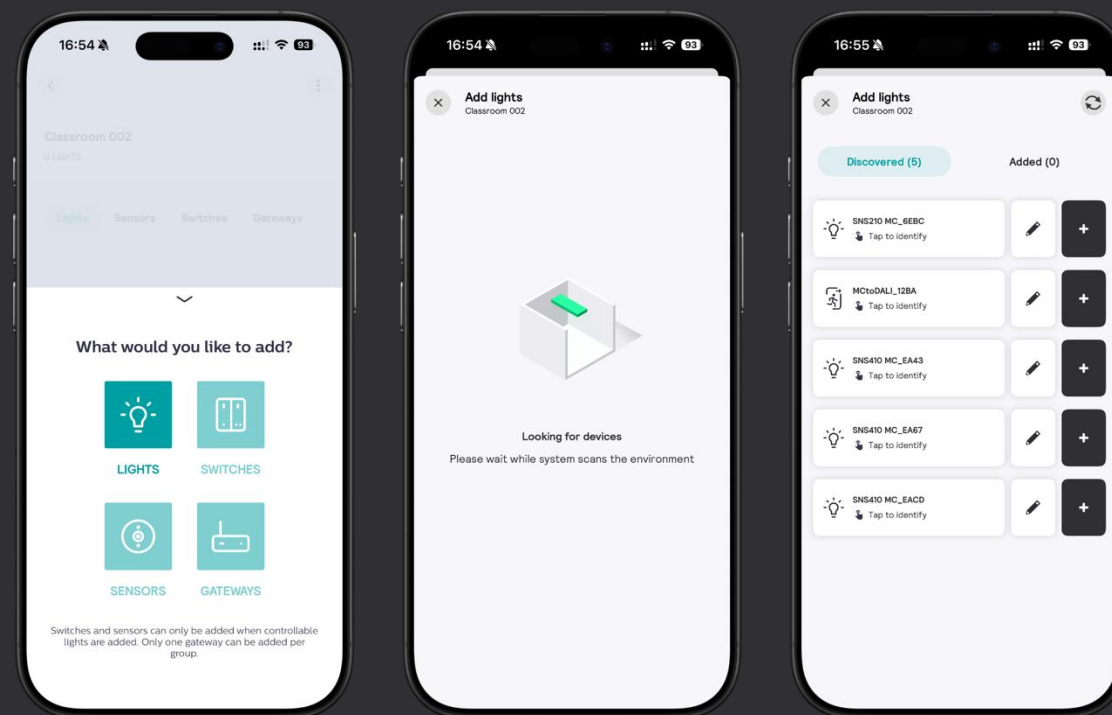 16:54
93
Classroom 002
0 LIGHTS
Lights Sensors Switches Gateways
What would you like to add?
LIGHTS
SWITCHES
SENSORS
GATEWAYS
Switches and sensors can only be added when controllable
lights are added. Only one gateway can be added per
group.
16:54
93
Add lights
Classroom 002
Looking for devices
Please wait while system scans the environment
16:55
93
Add lights
Classroom 002
Discovered (5)
Added (0)
SNS210 MC_6EBC
Tap to identify
+
MCtoDALI_12BA
Tap to identify
+
SNS410 MC_EA43
Tap to identify
+
SNS410 MC_EA67
Tap to identify
+
SNS410 MC_EACD
Tap to identify
+